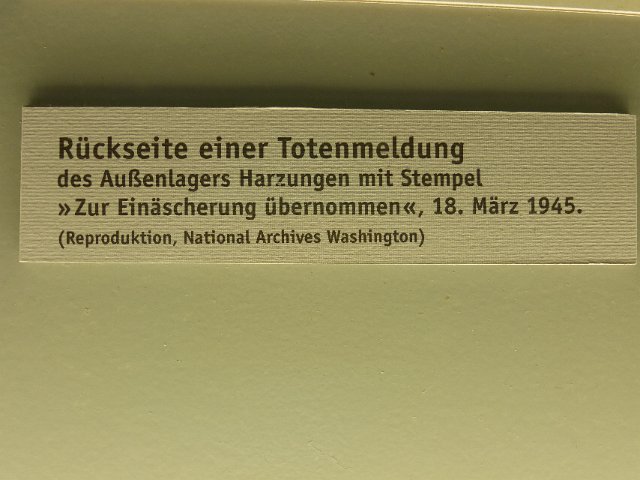 Rückseite einer Totenmeldung
des Außenlagers Harzungen mit Stempel
»Zur Einäscherung übernommen«, 18. März 1945.
(Reproduktion, National Archives Washington)